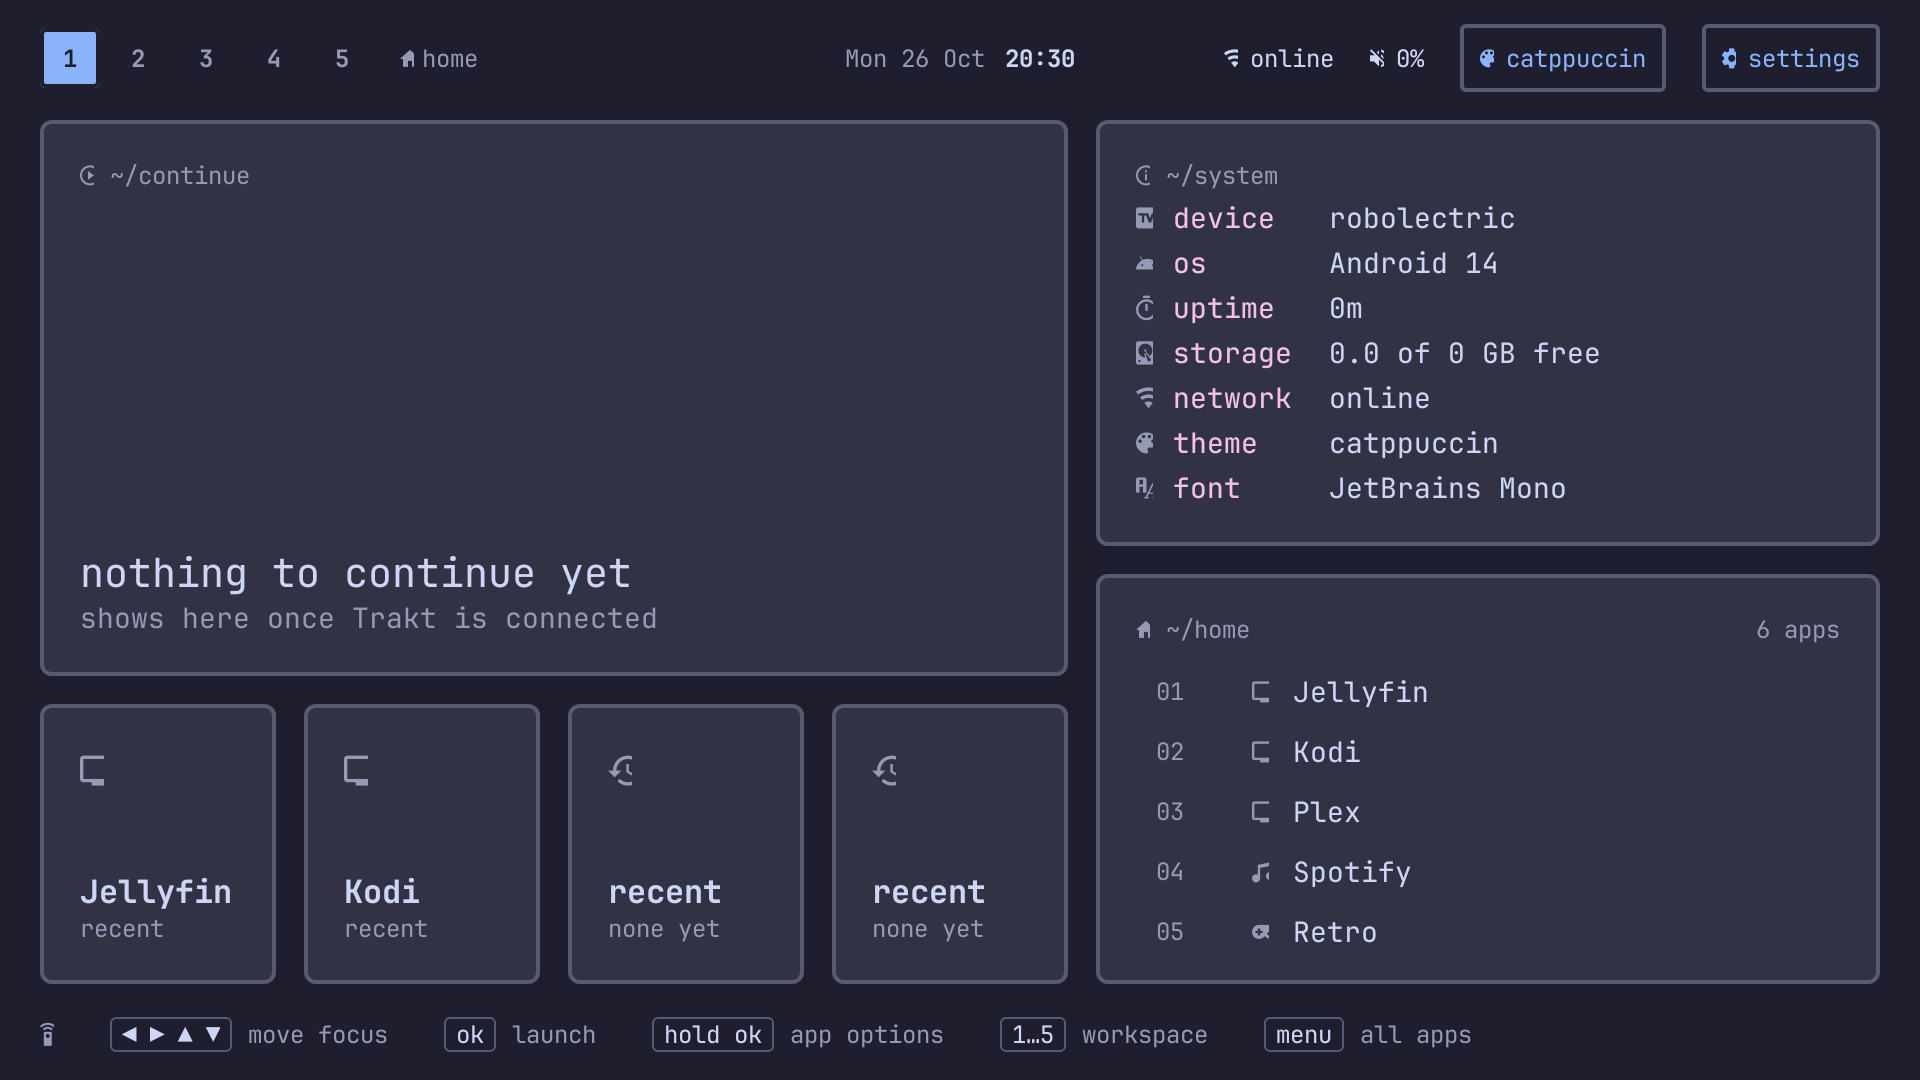 1 2 3 4 5 home Mon 26 Oct 20:30 online 0% catppuccin settings
~/continue
nothing to continue yet
shows here once Trakt is connected
~/system
device robolectric
os Android 14
uptime 0m
storage 0.0 of 0 GB free
network online
theme catppuccin
font JetBrains Mono
Jellyfin
recent
Kodi
recent
recent
none yet
recent
none yet
~/home 6 apps
01 Jellyfin
02 Kodi
03 Plex
04 Spotify
05 Retro
◀ ▶ ▲ ▼ move focus ok launch hold ok app options 1…5 workspace menu all apps